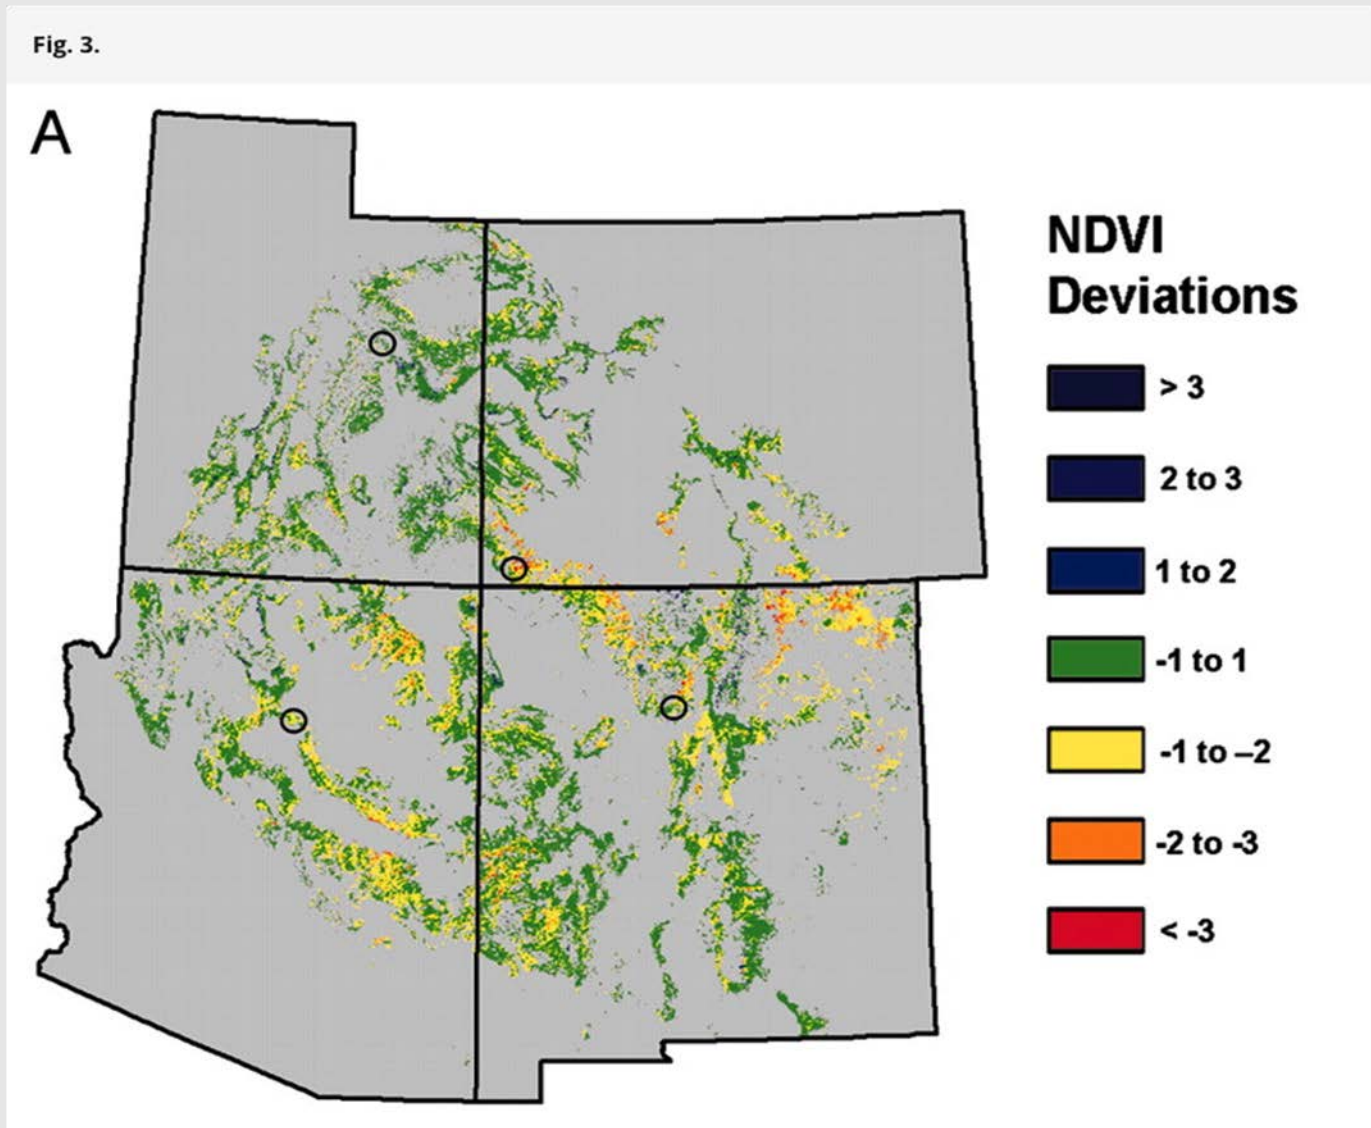 Fig. 3.
A
NDVI
Deviations
> 3
2 to 3
1 to 2
-1 to 1
-1 to –2
-2 to -3
< -3